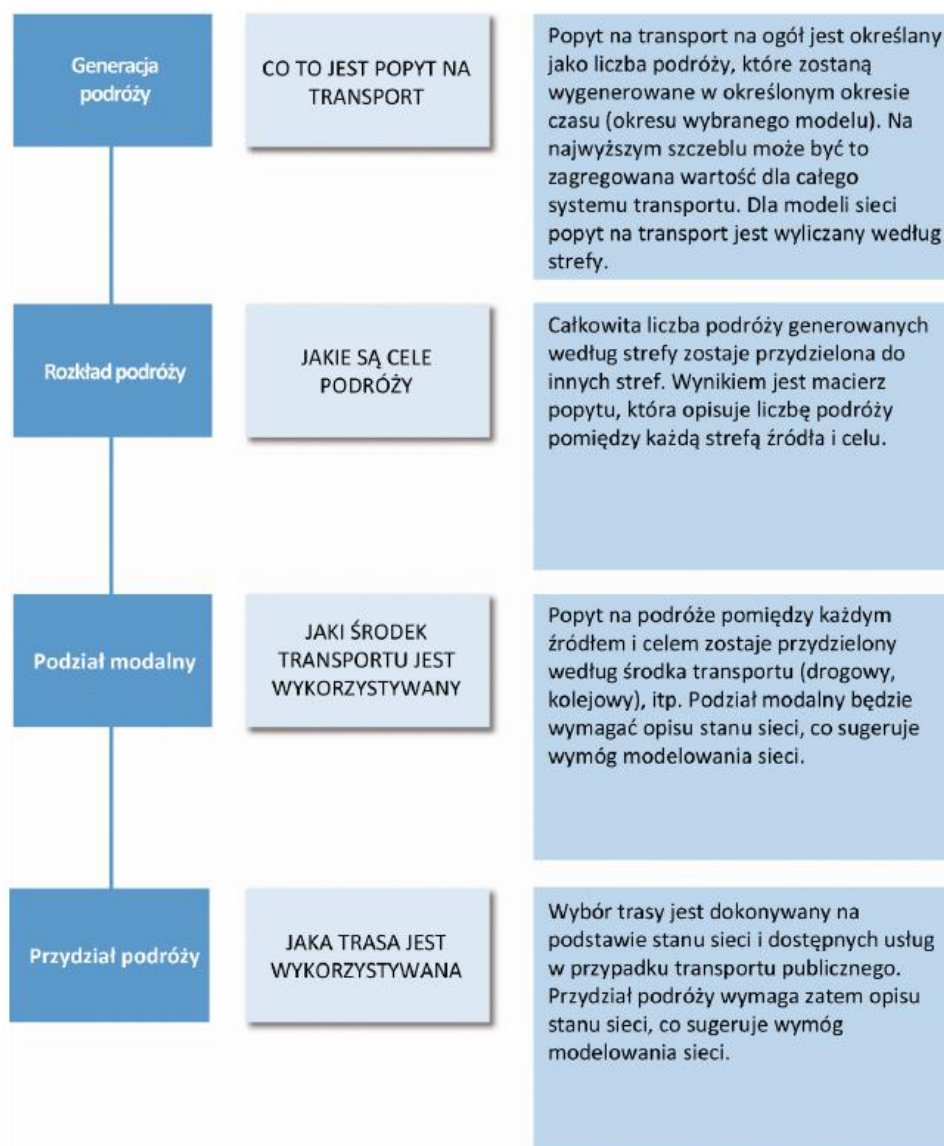 Generacja
podróży
CO TO JEST POPYT NA
TRANSPORT
Popyt na transport na ogół jest określany
jako liczba podróży, które zostaną
wygenerowane w określonym okresie
czasu (okresu wybranego modelu). Na
najwyższym szczeblu może być to
zagregowana wartość dla całego
systemu transportu. Dla modeli sieci
popyt na transport jest wyliczany według
strefy.
Rozkład podróży
JAKIE SĄ CELE
PODRÓŻY
Całkowita liczba podróży generowanych
według strefy zostaje przydzielona do
innych stref. Wynikiem jest macierz
popytu, która opisuje liczbę podróży
pomiędzy każdą strefą źródła i celu.
Podział modalny
JAKI ŚRODEK
TRANSPORTU JEST
WYKORZYSTYWANY
Popyt na podróże pomiędzy każdym
źródłem i celem zostaje przydzielony
według środka transportu (drogowy,
kolejowy), itp. Podział modalny będzie
wymagać opisu stanu sieci, co sugeruje
wymóg modelowania sieci.
Przydział podróży
JAKA TRASA JEST
WYKORZYSTYWANA
Wybór trasy jest dokonywany na
podstawie stanu sieci i dostępnych usług
w przypadku transportu publicznego.
Przydział podróży wymaga zatem opisu
stanu sieci, co sugeruje wymóg
modelowania sieci.